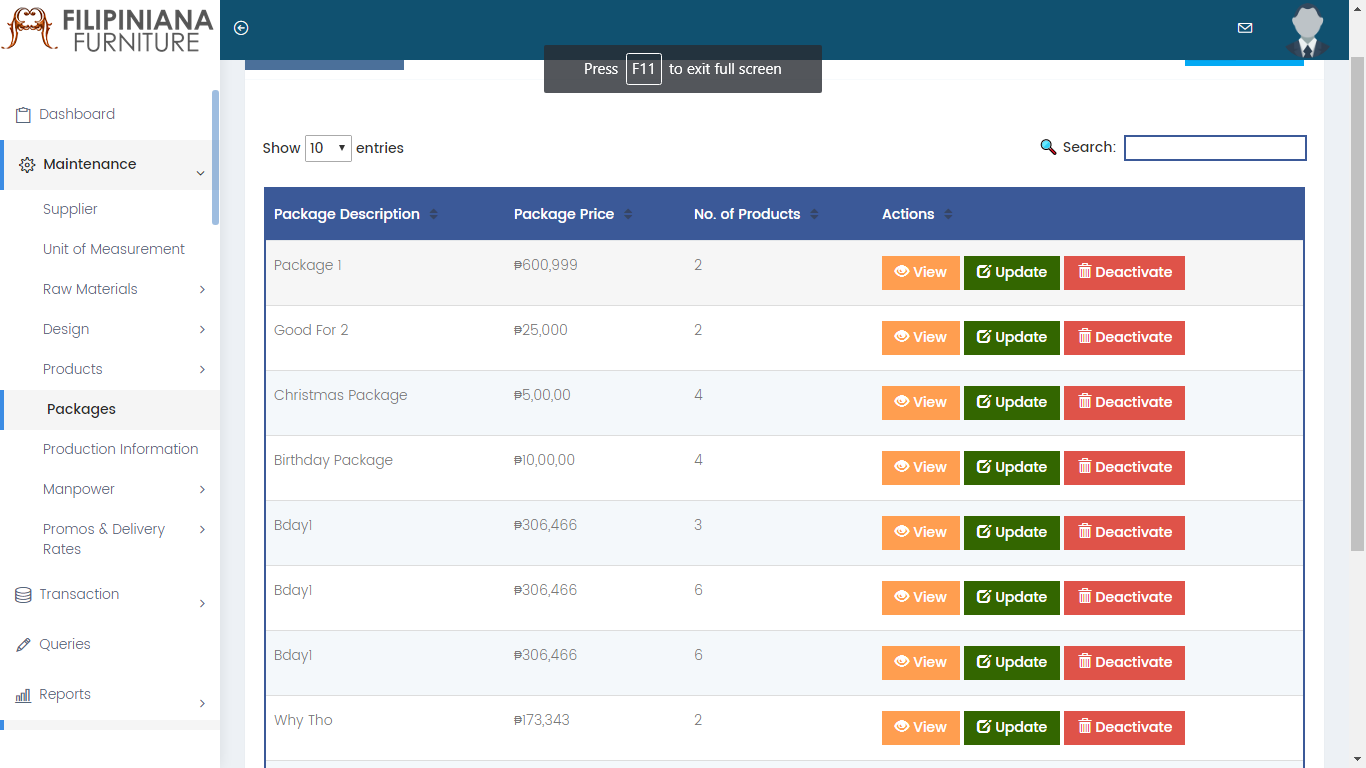 FILIPINIANA
FURNITURE
Press F11 to exit full screen
Dashboard
Maintenance
Supplier
Unit of Measurement
Raw Materials
Design
Products
Packages
Production Information
Manpower
Promos & Delivery
Rates
Transaction
Queries
Reports
Show 10 entries
Search:
Package Description Package Price No. of Products Actions
Package 1 ₱600,999 2 View Update Deactivate
Good For 2 ₱25,000 2 View Update Deactivate
Christmas Package ₱5,00,00 4 View Update Deactivate
Birthday Package ₱10,00,00 4 View Update Deactivate
Bday1 ₱306,466 3 View Update Deactivate
Bday1 ₱306,466 6 View Update Deactivate
Bday1 ₱306,466 6 View Update Deactivate
Why Tho ₱173,343 2 View Update Deactivate